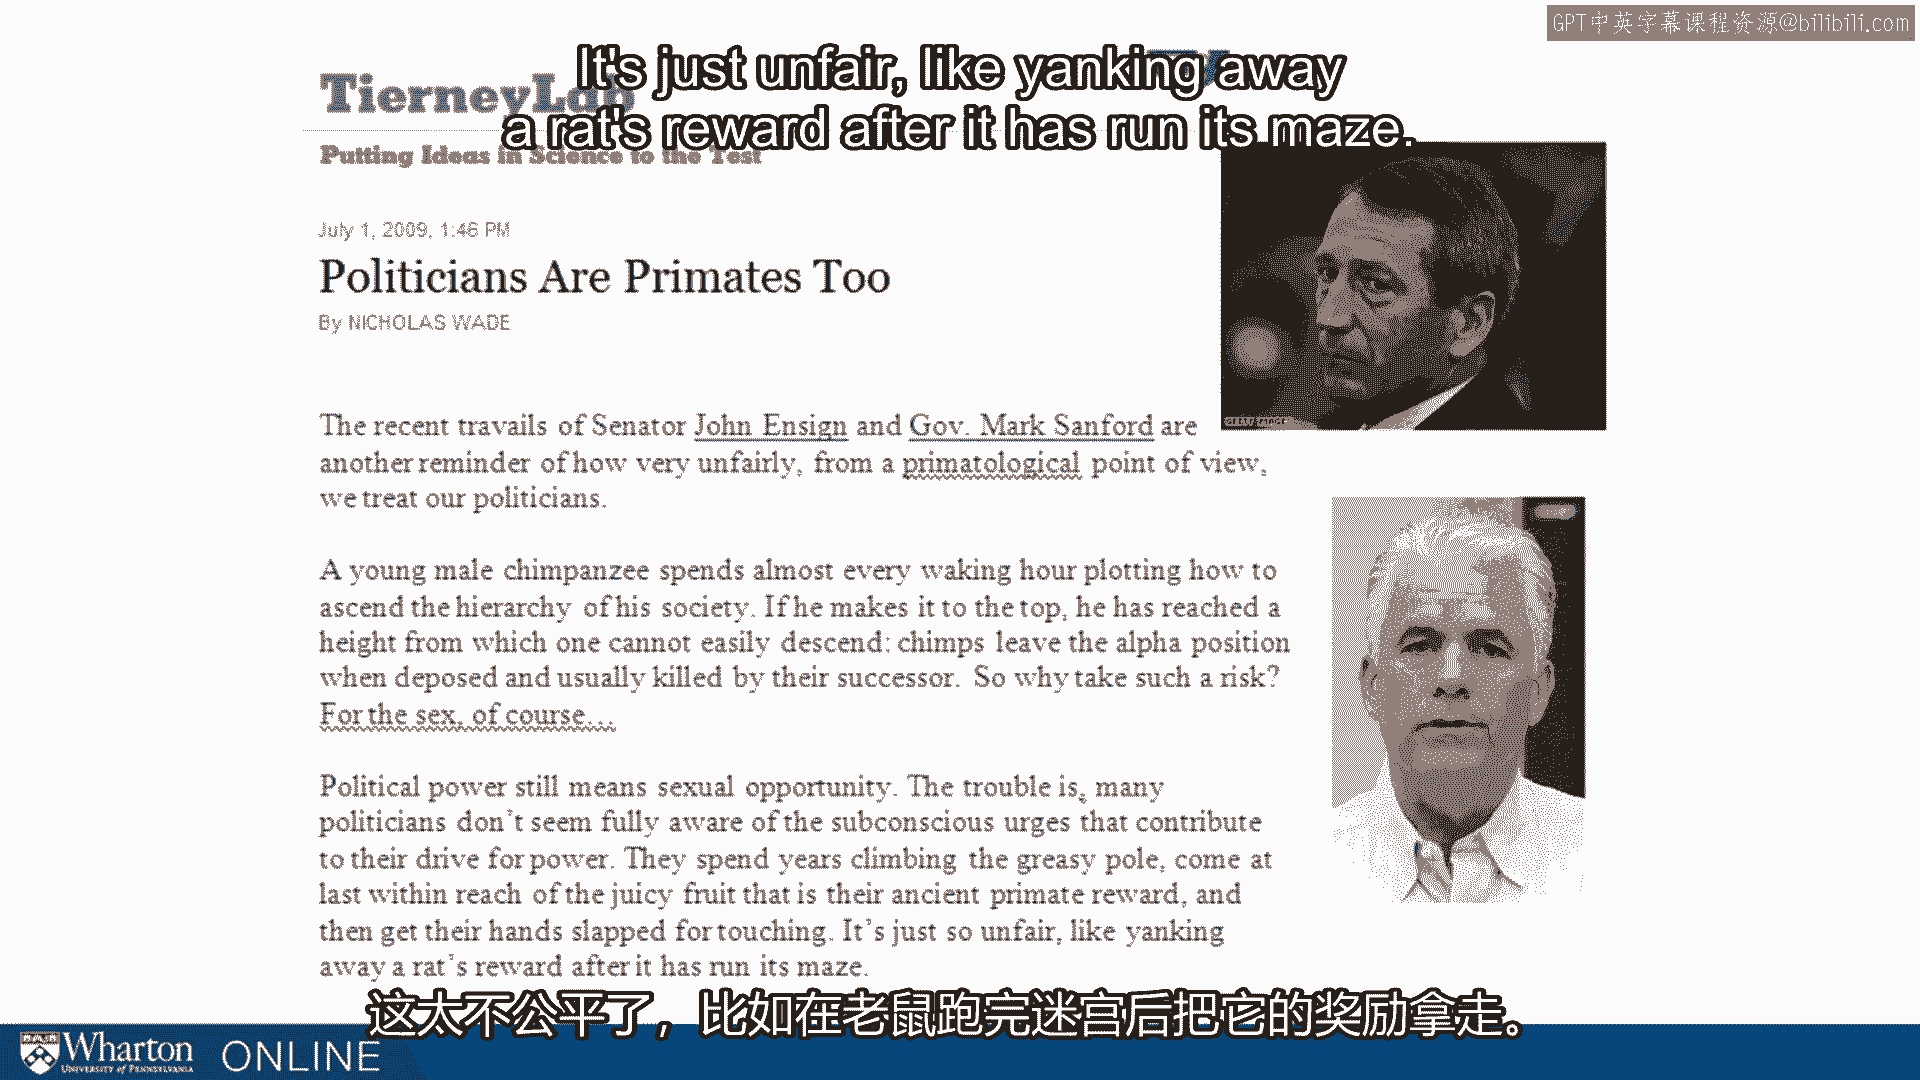 GPT中英字幕课程资源@bilibili.com
It's just unfair, like yanking away
a rat's reward after it has run its maze.
TierneyLab
Putting Ideas in Science to the Test
July 1, 2009, 1:46 PM
Politicians Are Primates Too
By NICHOLAS WADE
The recent travails of Senator John Ensign and Gov. Mark Sanford are
another reminder of how very unfairly, from a primatological point of view,
we treat our politicians.
A young male chimpanzee spends almost every waking hour plotting how to
ascend the hierarchy of his society. If he makes it to the top, he has reached a
height from which one cannot easily descend: chimps leave the alpha position
when deposed and usually killed by their successor. So why take such a risk?
For the sex, of course…
Political power still means sexual opportunity. The trouble is, many
politicians don't seem fully aware of the subconscious urges that contribute
to their drive for power. They spend years climbing the greasy pole, come at
last within reach of the juicy fruit that is their ancient primate reward, and
then get their hands slapped for touching. It's just so unfair, like yanking
away a rat's reward after it has run its maze.
这太不公平了，比如在老鼠跑完迷宫后把它的奖励拿走。
Wharton ONLINE
UNIVERSITY of PENNSYLVANIA